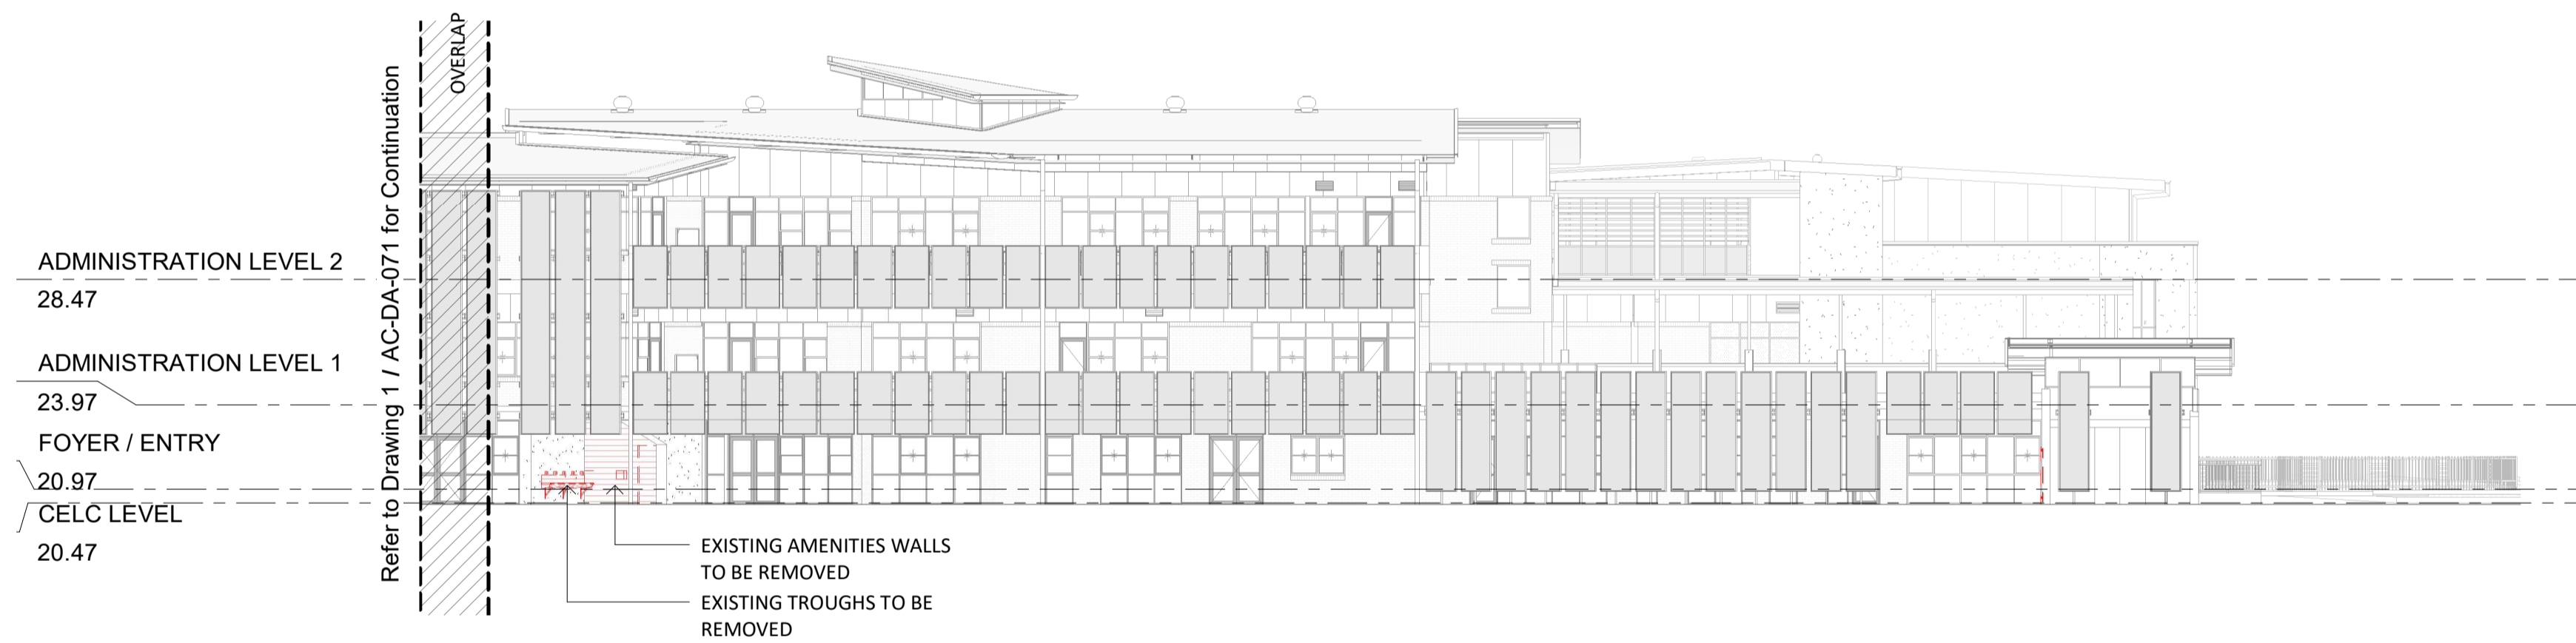 OVERLAP
Refer to Drawing 1 / AC-DA-071 for Continuation
ADMINISTRATION LEVEL 2
28.47
ADMINISTRATION LEVEL 1
23.97
FOYER / ENTRY
20.97
CELC LEVEL
20.47
EXISTING AMENITIES WALLS
TO BE REMOVED
EXISTING TROUGHS TO BE
REMOVED